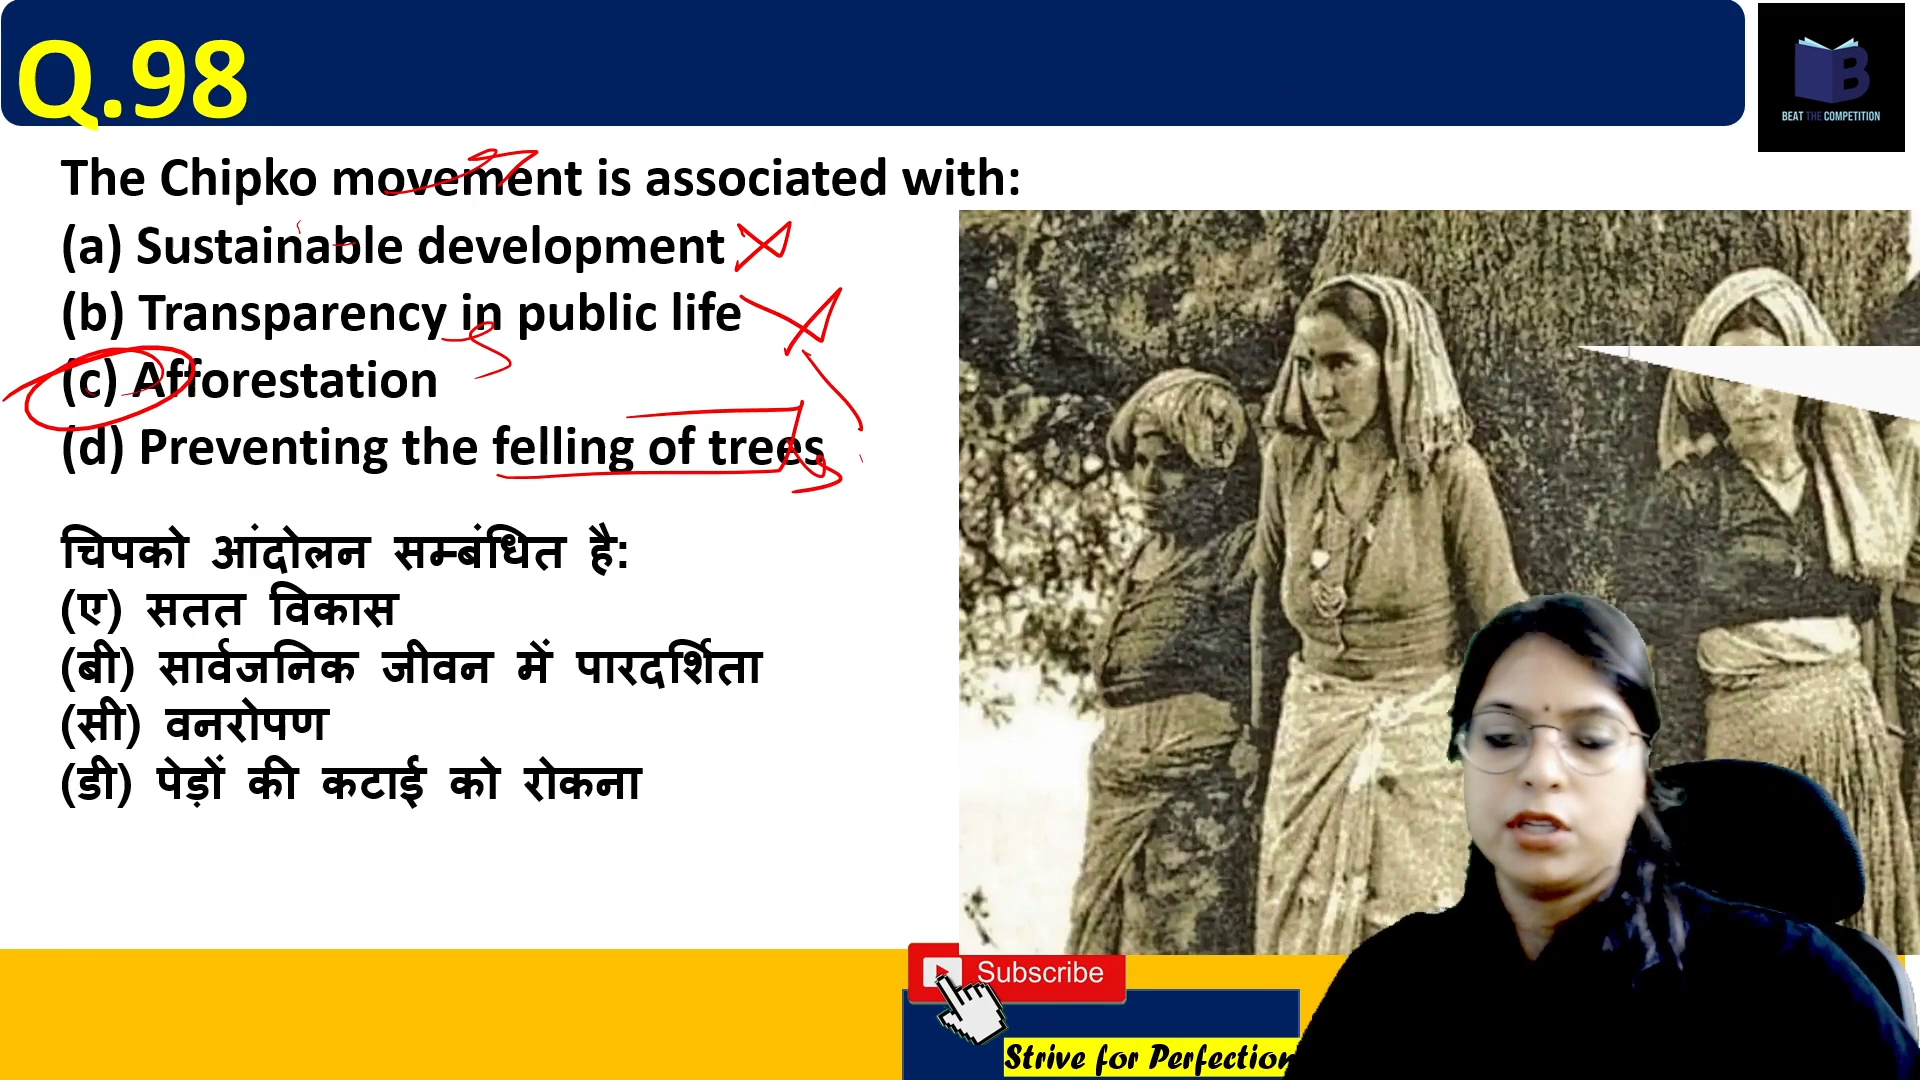 Q.98
BEAT THE COMPETITION
The Chipko movement is associated with:
(a) Sustainable development
(b) Transparency in public life
(c) Afforestation
(d) Preventing the felling of trees
चिपको आंदोलन सम्बंधित है:
(ए) सतत विकास
(बी) सार्वजनिक जीवन में पारदर्शिता
(सी) वनरोपण
(डी) पेड़ों की कटाई को रोकना
Subscribe
Strive for Perfection